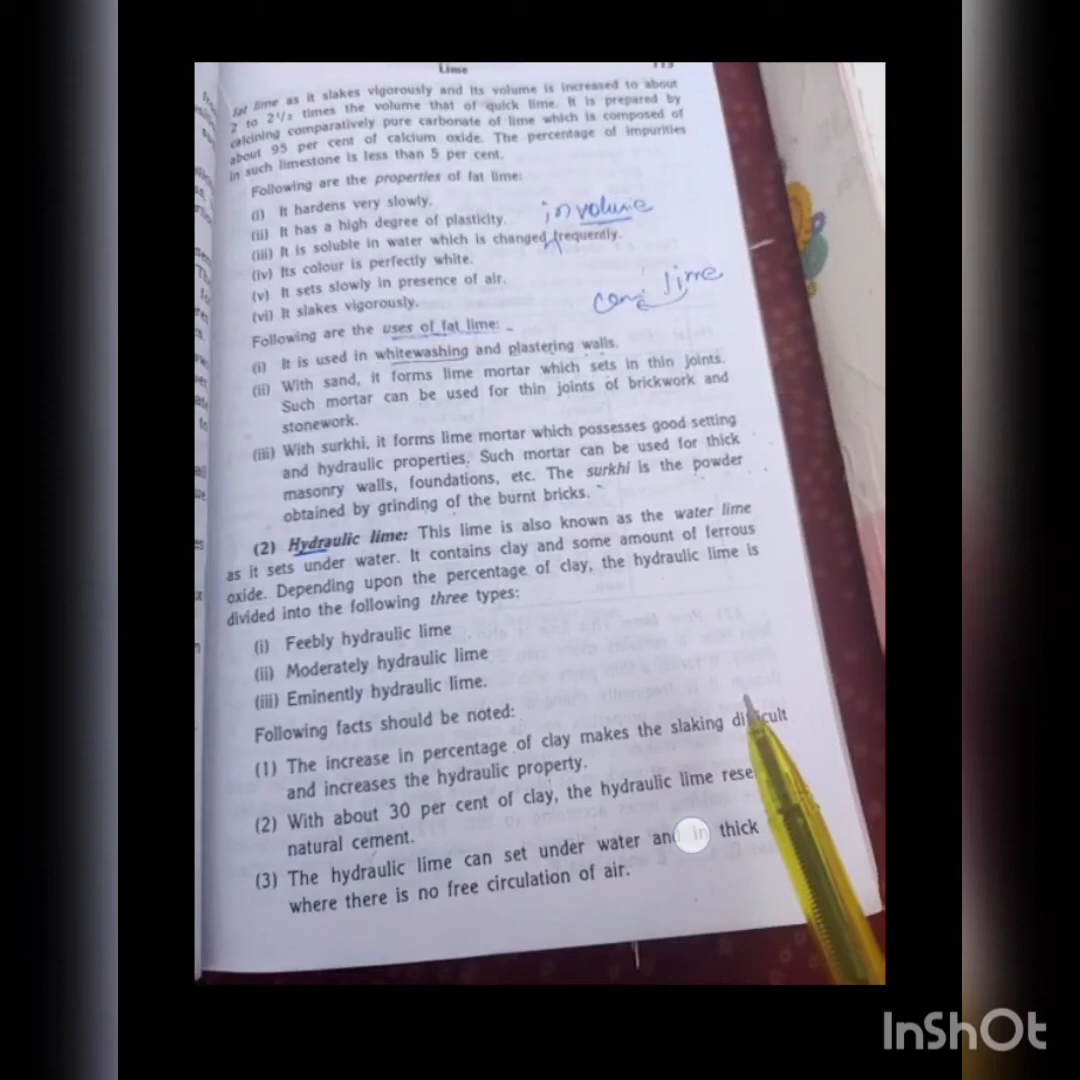 Lime
fat lime as it slakes vigorously and its volume is increased to about
2 to 2 1/2 times the volume that of quick lime. It is prepared by
calcining comparatively pure carbonate of lime which is composed of
about 95 per cent of calcium oxide. The percentage of impurities
in such limestone is less than 5 per cent.
Following are the properties of fat lime:
(i) It hardens very slowly.
(ii) It has a high degree of plasticity.
in volume
(iii) It is soluble in water which is changed frequently.
(iv) Its colour is perfectly white.
(v) It sets slowly in presence of air.
lime
(vi) It slakes vigorously.
Following are the uses of fat lime:
(i) It is used in whitewashing and plastering walls.
(ii) With sand, it forms lime mortar which sets in thin joints.
Such mortar can be used for thin joints of brickwork and
stonework.
(iii) With surkhi, it forms lime mortar which possesses good setting
and hydraulic properties. Such mortar can be used for thick
masonry walls, foundations, etc. The surkhi is the powder
obtained by grinding of the burnt bricks.
(2) Hydraulic lime: This lime is also known as the water lime
as it sets under water. It contains clay and some amount of ferrous
oxide. Depending upon the percentage of clay, the hydraulic lime is
divided into the following three types:
(i) Feebly hydraulic lime
(ii) Moderately hydraulic lime
(iii) Eminently hydraulic lime.
Following facts should be noted:
(1) The increase in percentage of clay makes the slaking difficult
and increases the hydraulic property.
(2) With about 30 per cent of clay, the hydraulic lime rese
natural cement.
(3) The hydraulic lime can set under water and in thick
where there is no free circulation of air.
InShOt